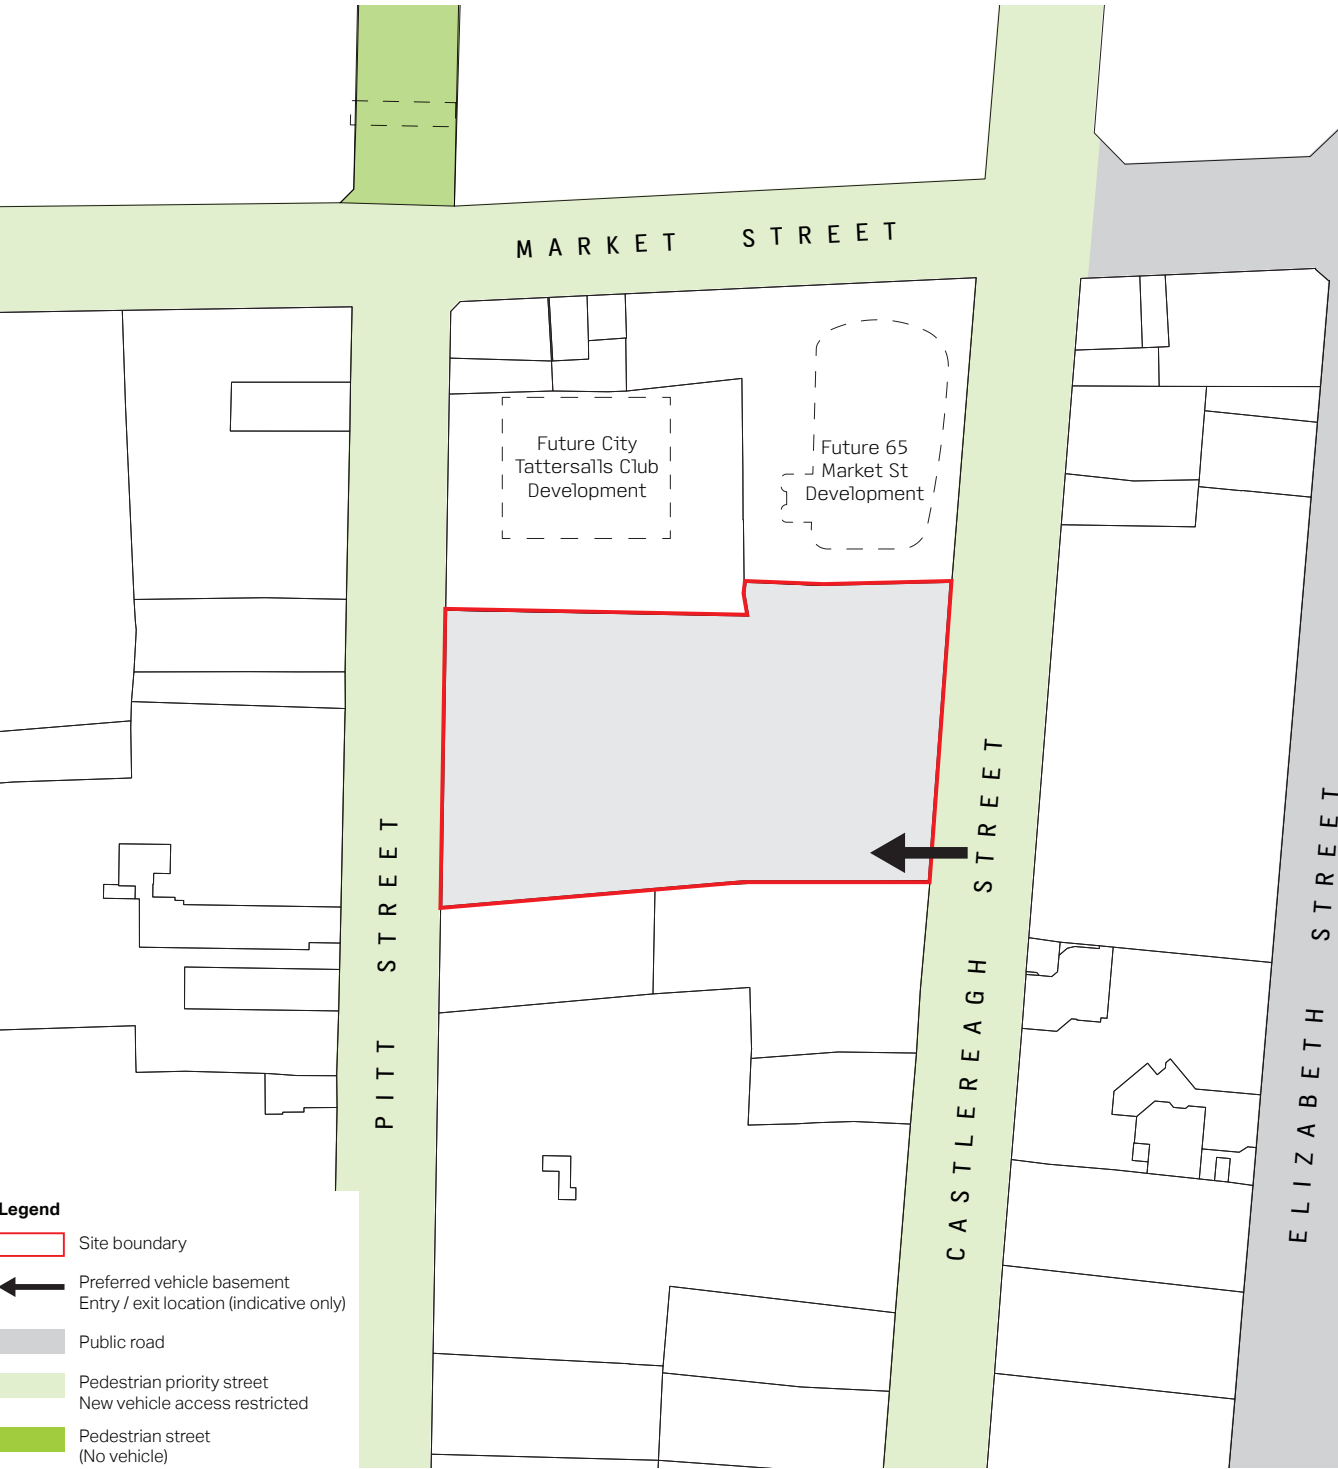 MARKET STREET
Future City
Tattersalls Club
Development
Future 65
Market St
Development
PITT STREET
CASTLEREAGH STREET
ELIZABETH STREET
Legend
Site boundary
Preferred vehicle basement
Entry / exit location (indicative only)
Public road
Pedestrian priority street
New vehicle access restricted
Pedestrian street
(No vehicle)